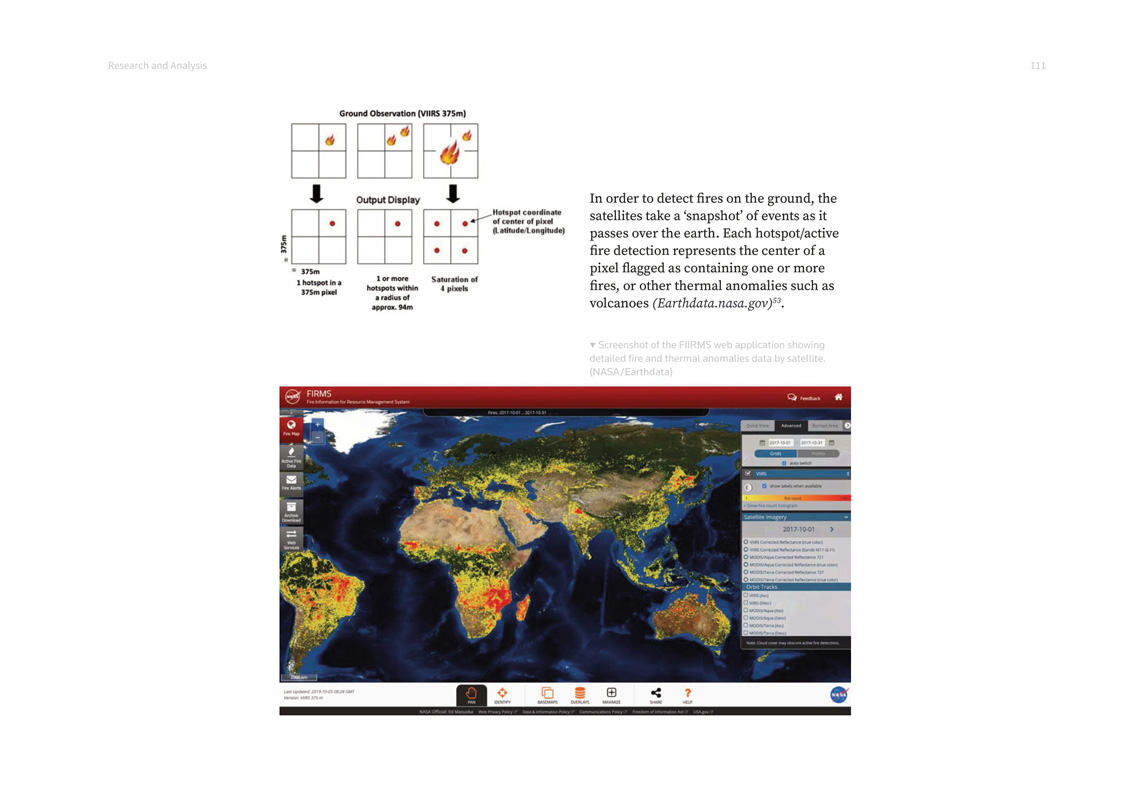 Research and Analysis
111
Ground Observation (VIIRS 375m)
Output Display
Hotspot coordinate
of center of pixel
(Latitude/Longitude)
375m
=
= 375m
1 hotspot in a
375m pixel
1 or more
hotspots within
a radius of
approx. 94m
Saturation of
4 pixels
In order to detect fires on the ground, the
satellites take a ‘snapshot’ of events as it
passes over the earth. Each hotspot/active
fire detection represents the center of a
pixel flagged as containing one or more
fires, or other thermal anomalies such as
volcanoes (Earthdata.nasa.gov)53.
▼ Screenshot of the FIIRMS web application showing
detailed fire and thermal anomalies data by satellite.
(NASA/Earthdata)
FIRMS
Fire Information for Resource Management System
Feedback
Fires: 2017-10-01 .. 2017-10-31
Fire Map
Active Fire
Data
Fire Alerts
Archive
Download
Web
Services
Quick View
Advanced
Burned Area
2017-10-01
2017-10-31
Grids
Points
auto switch
VIIRS
show labels when available
fire count
Satellite Imagery
2017-10-01
VIIRS Corrected Reflectance (true color)
VIIRS Corrected Reflectance (bands M11-I2-I1)
MODIS/Aqua Corrected Reflectance 721
MODIS/Aqua Corrected Reflectance (true color)
MODIS/Terra Corrected Reflectance 721
MODIS/Terra Corrected Reflectance (true color)
Orbit Tracks
VIIRS (Asc)
VIIRS (Desc)
MODIS/Aqua (Asc)
MODIS/Aqua (Desc)
MODIS/Terra (Asc)
MODIS/Terra (Desc)
Note: Cloud cover may obscure active fire detections.
Last Updated: 2019-10-05 08:24 GMT
Version: VIIRS 375 m
PAN
IDENTIFY
BASEMAPS
OVERLAYS
MAXIMIZE
SHARE
HELP
NASA
NASA Official: Ed Masuoka
Web Privacy Policy
Data & Information Policy
Communications Policy
Freedom of Information Act
USA.gov